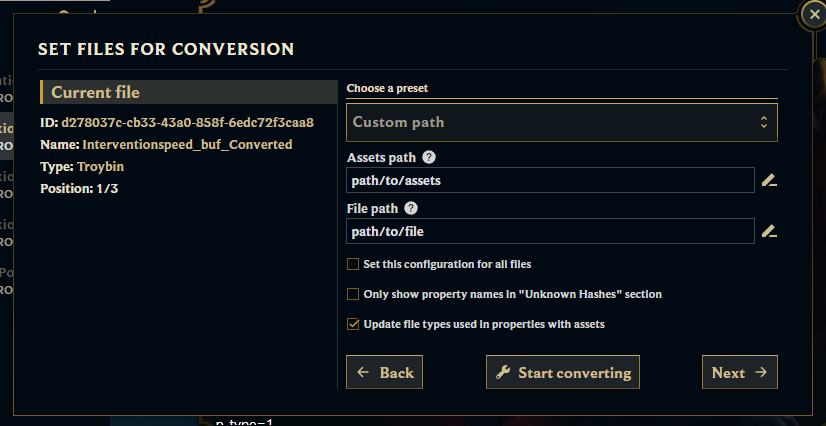 SET FILES FOR CONVERSION
Current file
ID: d278037c-cb33-43a0-858f-6edc72f3caa8
Name: Interventionspeed_buf_Converted
Type: Troybin
Position: 1/3
Choose a preset
Custom path
Assets path ?
path/to/assets
File path ?
path/to/file
Set this configuration for all files
Only show property names in "Unknown Hashes" section
Update file types used in properties with assets
Back
Start converting
Next
p-type=1